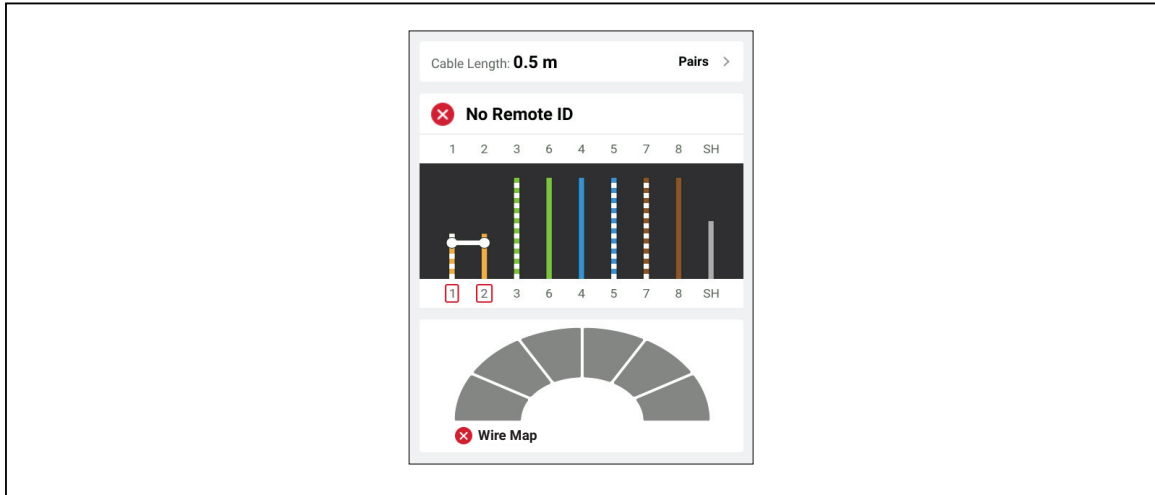 Cable Length: 0.5 m Pairs >
No Remote ID
1 2 3 6 4 5 7 8 SH
1 2 3 6 4 5 7 8 SH
Wire Map